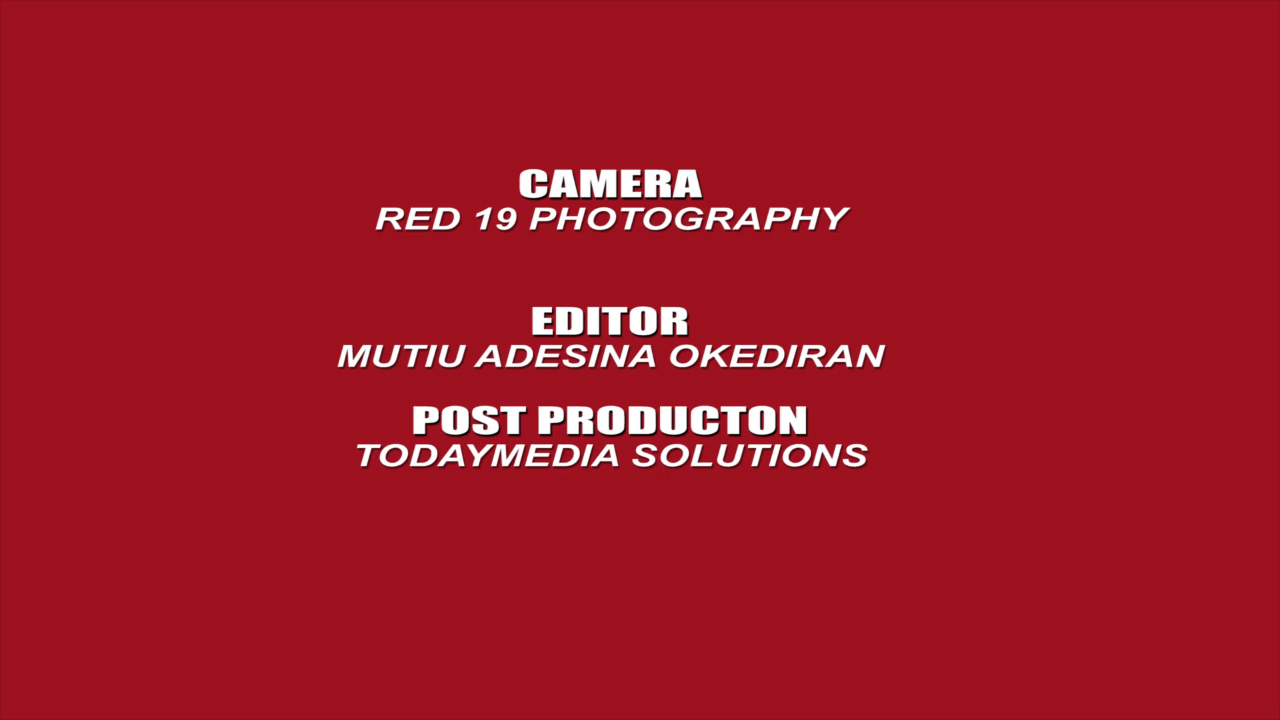 CAMERA
RED 19 PHOTOGRAPHY
EDITOR
MUTIU ADESINA OKEDIRAN
POST PRODUCTON
TODAYMEDIA SOLUTIONS